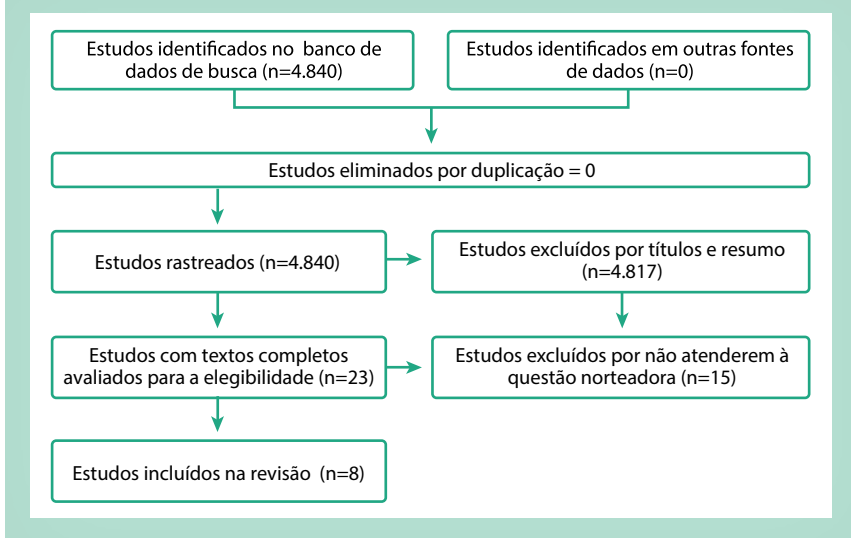 Estudos identificados no banco de
dados de busca (n=4.840)
Estudos identificados em outras fontes
de dados (n=0)
Estudos eliminados por duplicação = 0
Estudos rastreados (n=4.840)
Estudos excluídos por títulos e resumo
(n=4.817)
Estudos com textos completos
avaliados para a elegibilidade (n=23)
Estudos excluídos por não atenderem à
questão norteadora (n=15)
Estudos incluídos na revisão (n=8)